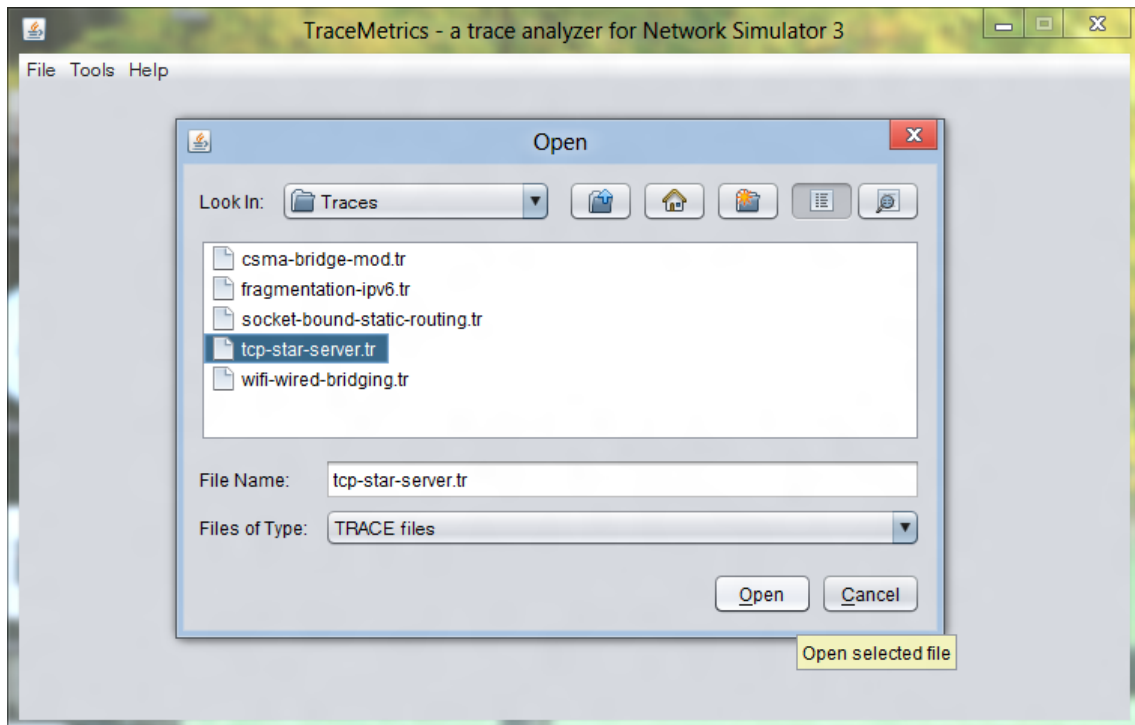 TraceMetrics - a trace analyzer for Network Simulator 3
File Tools Help
Open
Look In: Traces
csma-bridge-mod.tr
fragmentation-ipv6.tr
socket-bound-static-routing.tr
tcp-star-server.tr
wifi-wired-bridging.tr
File Name: tcp-star-server.tr
Files of Type: TRACE files
Open Cancel
Open selected file